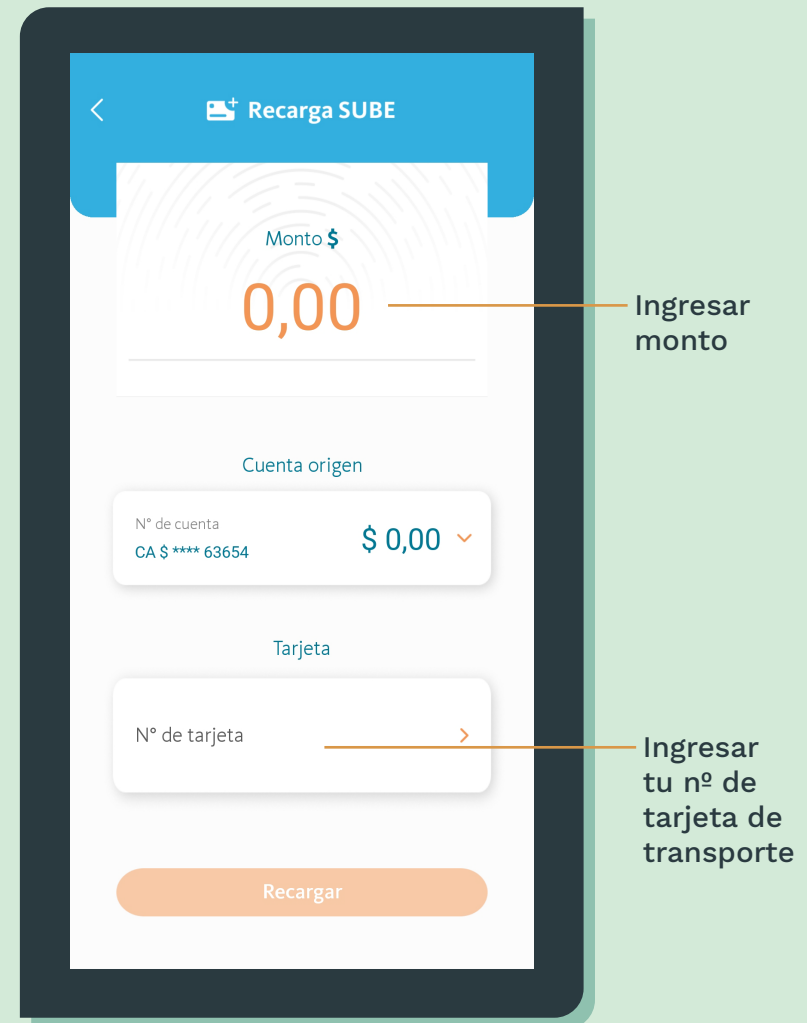 Recarga SUBE
Monto $
0,00
Ingresar
monto
Cuenta origen
N° de cuenta
CA $ **** 63654
$ 0,00
Tarjeta
N° de tarjeta
Ingresar
tu nº de
tarjeta de
transporte
Recargar